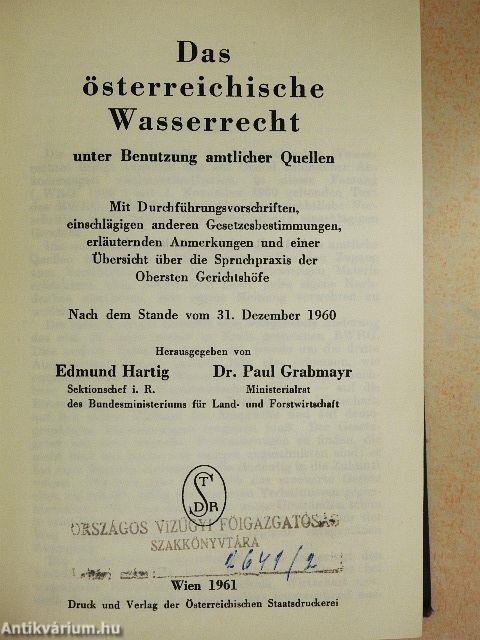 Das
österreichische
Wasserrecht
unter Benutzung amtlicher Quellen
Mit Durchführungsvorschriften,
einschlägigen anderen Gesetzesbestimmungen,
erläuternden Anmerkungen und einer
Übersicht über die Spruchpraxis der
Obersten Gerichtshöfe
Nach dem Stande vom 31. Dezember 1960
Herausgegeben von
Edmund Hartig Dr. Paul Grabmayr
Sektionschef i. R. Ministerialrat
des Bundesministeriums für Land- und Forstwirtschaft
ORSZÁGOS VIZÜGYI FŐIGAZGATÓSÁG
SZAKKÖNYVTÁRA
2641/2
Wien 1961
Druck und Verlag der Österreichischen Staatsdruckerei
Antikvárium.hu